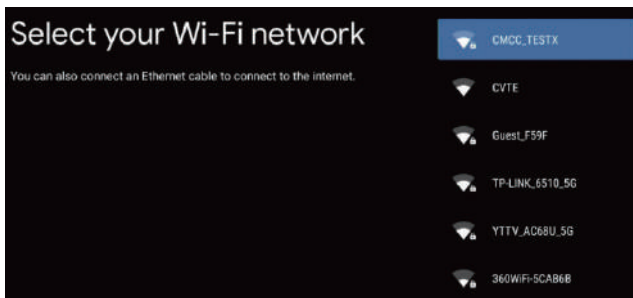 Select your Wi-Fi network
You can also connect an Ethernet cable to connect to the internet.
CMCC_TESTX
CVTE
Guest_F59F
TP-LINK_6510_5G
YTTV_AC68U_5G
360WiFi-5CAB6B